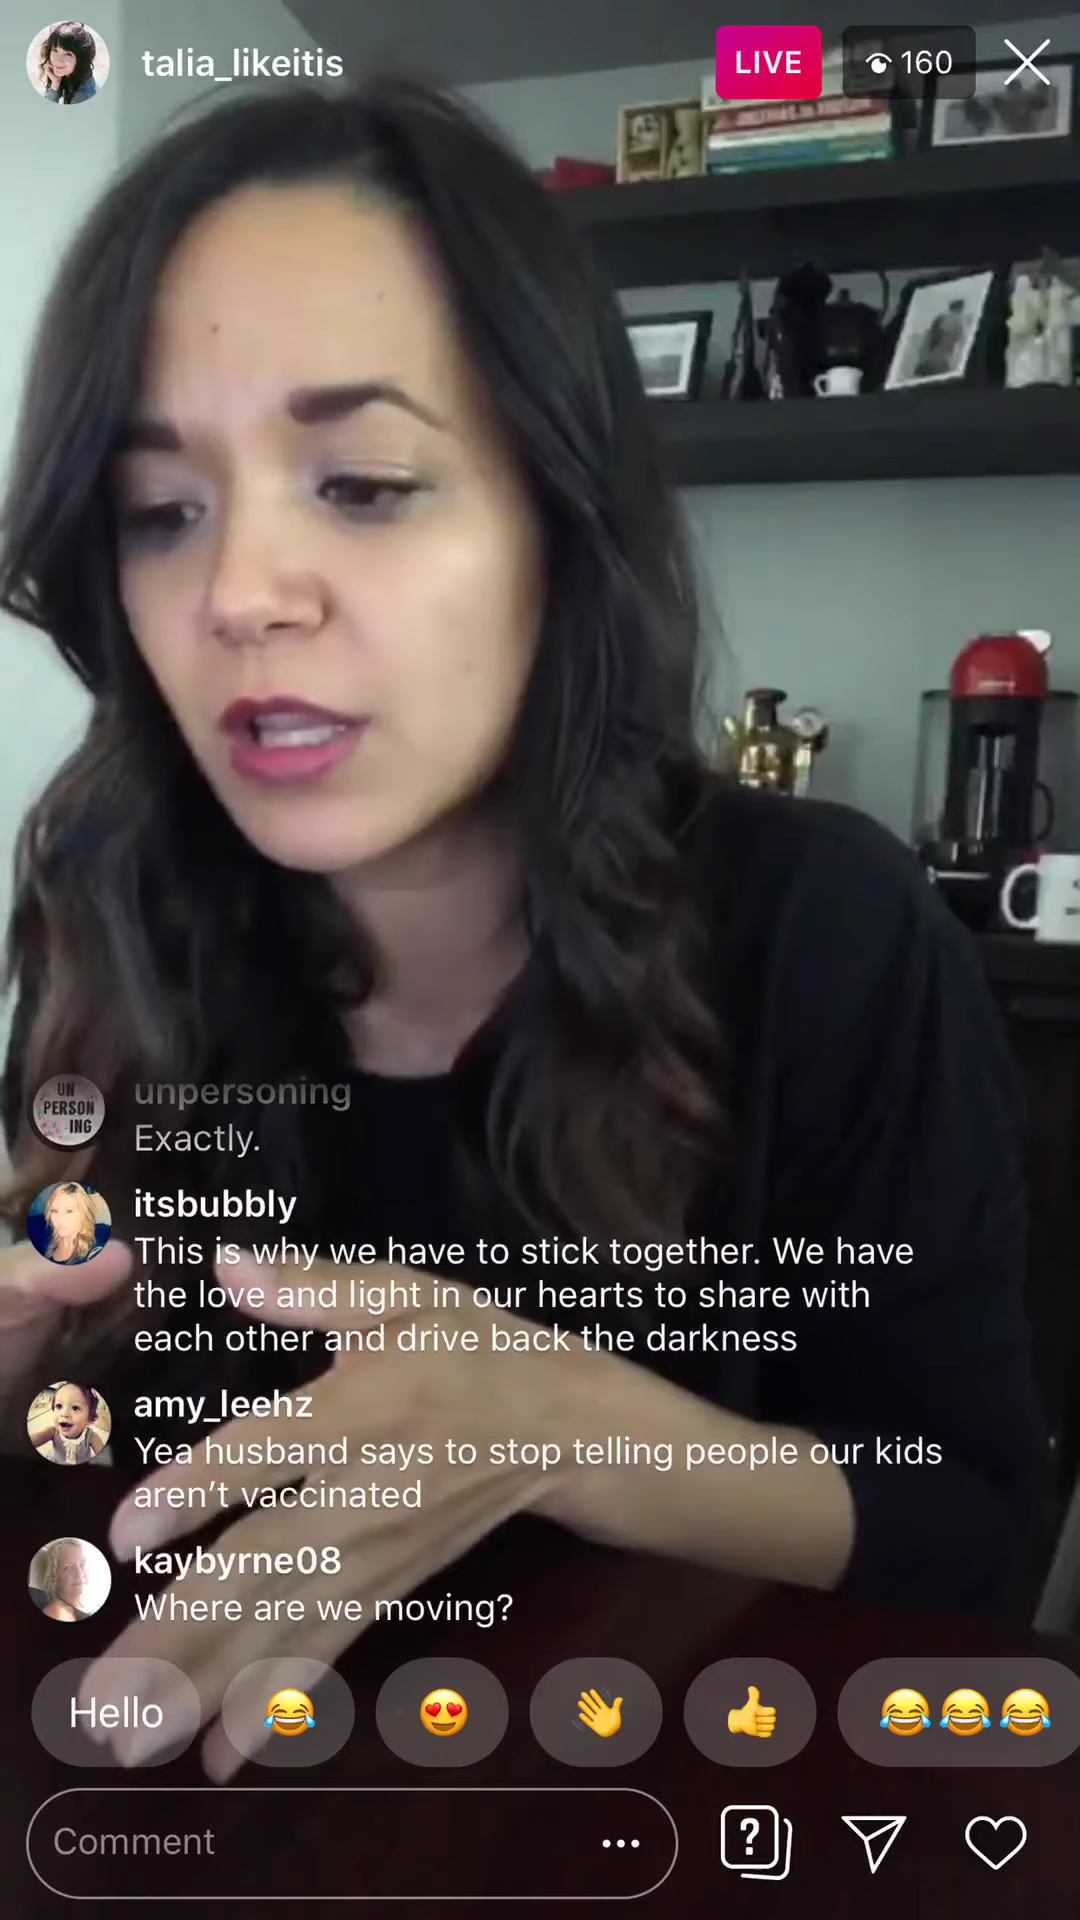 talia_likeitis
LIVE
160
UN
PERSON
ING
unpersoning
Exactly.
itsbubbly
This is why we have to stick together. We have
the love and light in our hearts to share with
each other and drive back the darkness
amy_leehz
Yea husband says to stop telling people our kids
aren’t vaccinated
kaybyrne08
Where are we moving?
Hello 😂 😍 👋 👍 😂😂😂
Comment
?